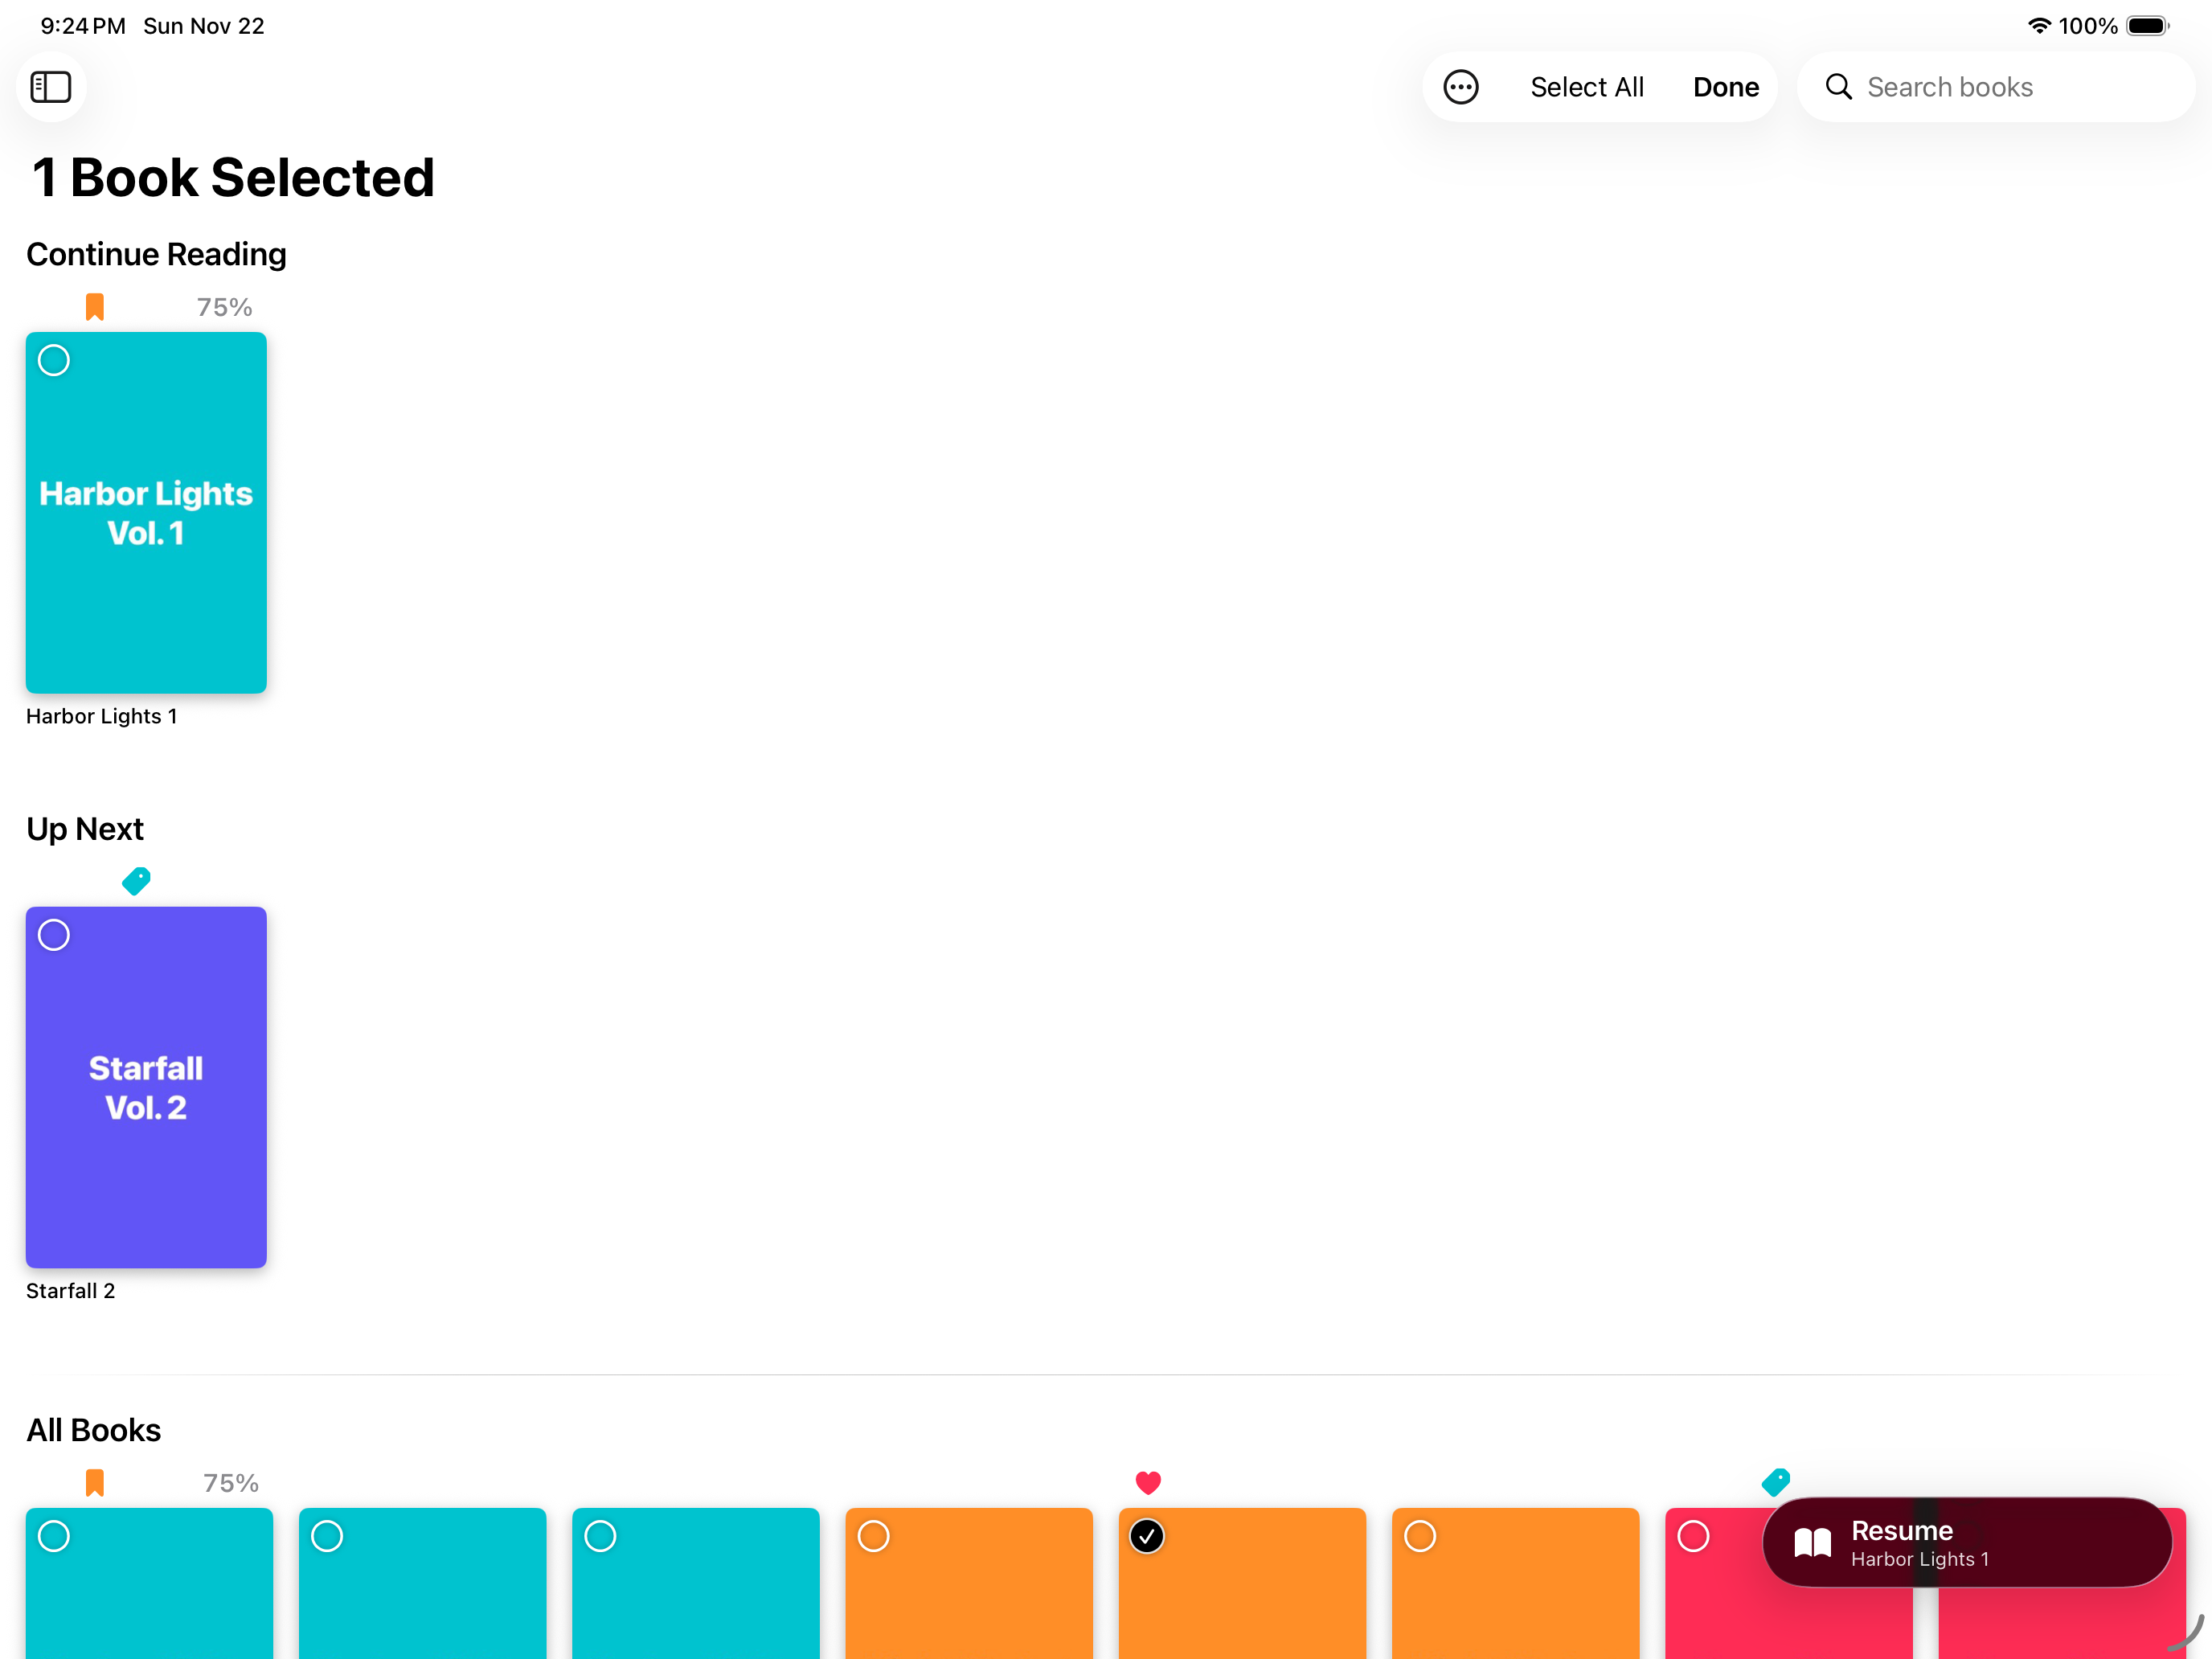 9:24 PM Sun Nov 22
100%
Select All
Done
Search books
1 Book Selected
Continue Reading
75%
Harbor Lights
Vol. 1
Harbor Lights 1
Up Next
Starfall
Vol. 2
Starfall 2
All Books
75%
Resume
Harbor Lights 1